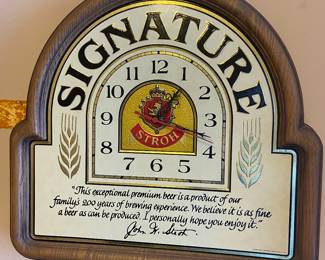 SIGNATURE
12
11 1
10 2
9 3
8 4
7 5
6
STROH
"This exceptional premium beer is a product of our
family's 200 years of brewing experience. We believe it is as fine
a beer as can be produced. I personally hope you enjoy it."
John W. Stroh